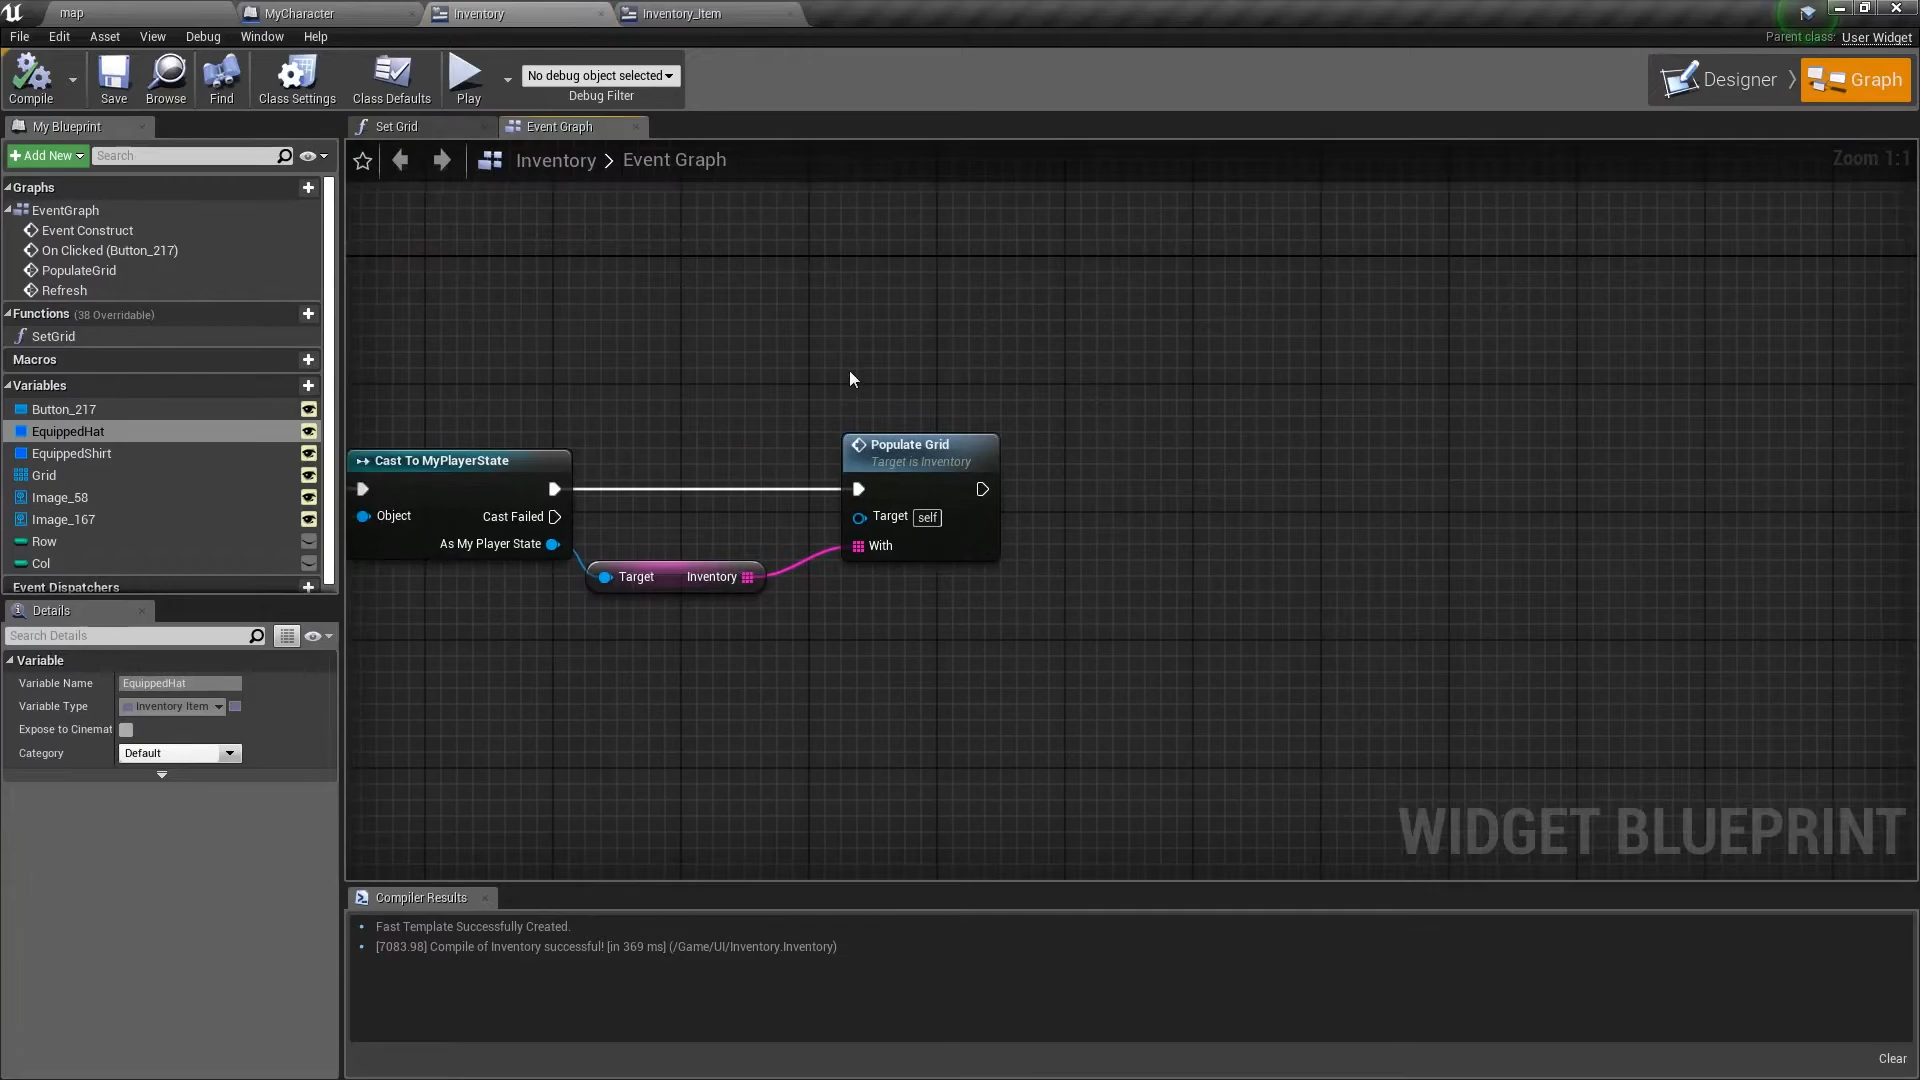 map
MyCharacter
Inventory
Inventory_Item
File
Edit
Asset
View
Debug
Window
Help
Parent class: User Widget
Compile
Save
Browse
Find
Class Settings
Class Defaults
Play
No debug object selected
Debug Filter
Designer
Graph
My Blueprint
Set Grid
Event Graph
Add New
Search
Inventory > Event Graph
Zoom 1:1
Graphs
EventGraph
Event Construct
On Clicked (Button_217)
PopulateGrid
Refresh
Functions (38 Overridable)
SetGrid
Macros
Variables
Button_217
EquippedHat
EquippedShirt
Grid
Image_58
Image_167
Row
Col
Event Dispatchers
Cast To MyPlayerState
Object
Cast Failed
As My Player State
Target Inventory
Populate Grid
Target is Inventory
Target self
With
Details
Search Details
Variable
Variable Name EquippedHat
Variable Type Inventory Item
Expose to Cinemat
Category Default
WIDGET BLUEPRINT
Compiler Results
Fast Template Successfully Created.
[7083.98] Compile of Inventory successful! [in 369 ms] (/Game/UI/Inventory.Inventory)
Clear